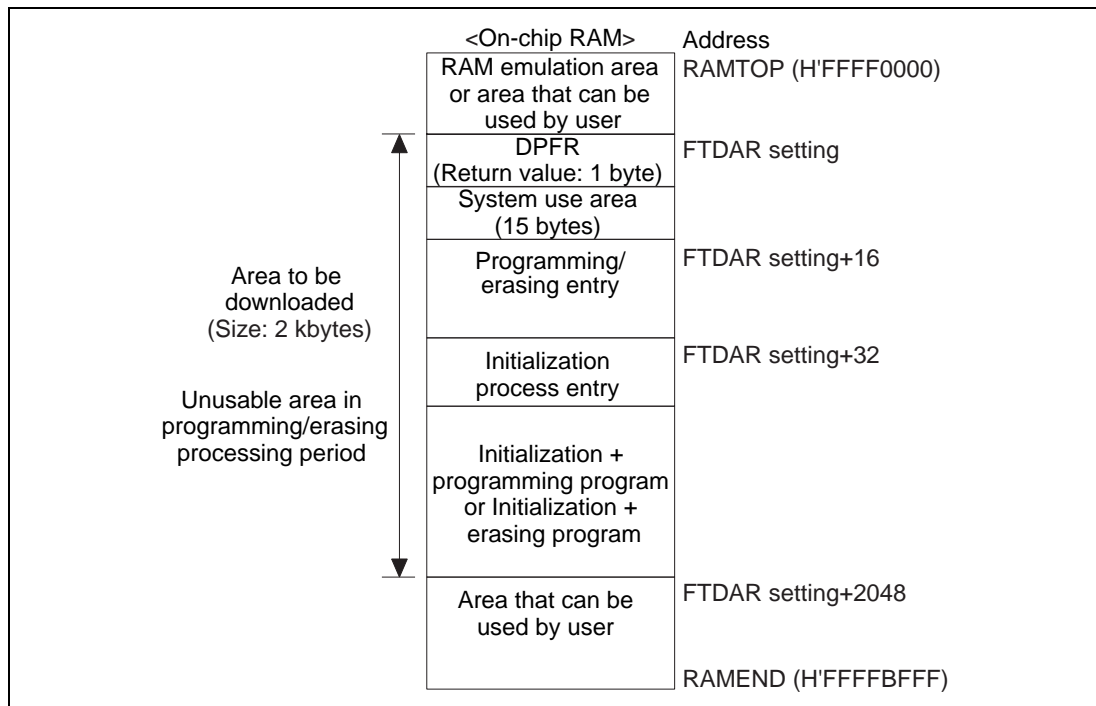 <On-chip RAM>
Address
RAM emulation area
or area that can be
used by user
RAMTOP (H'FFFF0000)
DPFR
(Return value: 1 byte)
FTDAR setting
System use area
(15 bytes)
Programming/
erasing entry
FTDAR setting+16
Area to be
downloaded
(Size: 2 kbytes)
Initialization
process entry
FTDAR setting+32
Unusable area in
programming/erasing
processing period
Initialization +
programming program
or Initialization +
erasing program
Area that can be
used by user
FTDAR setting+2048
RAMEND (H'FFFFBFFF)